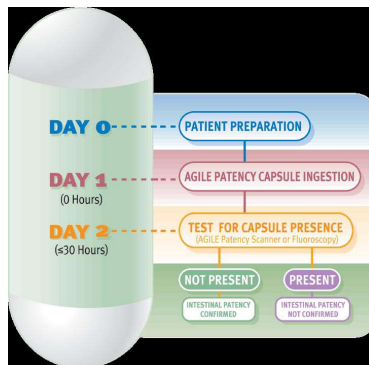 DAY 0
PATIENT PREPARATION
DAY 1
(0 Hours)
AGILE PATENCY CAPSULE INGESTION
DAY 2
(≤30 Hours)
TEST FOR CAPSULE PRESENCE
(AGILE Patency Scanner or Fluoroscopy)
NOT PRESENT
PRESENT
INTESTINAL PATENCY
CONFIRMED
INTESTINAL PATENCY
NOT CONFIRMED